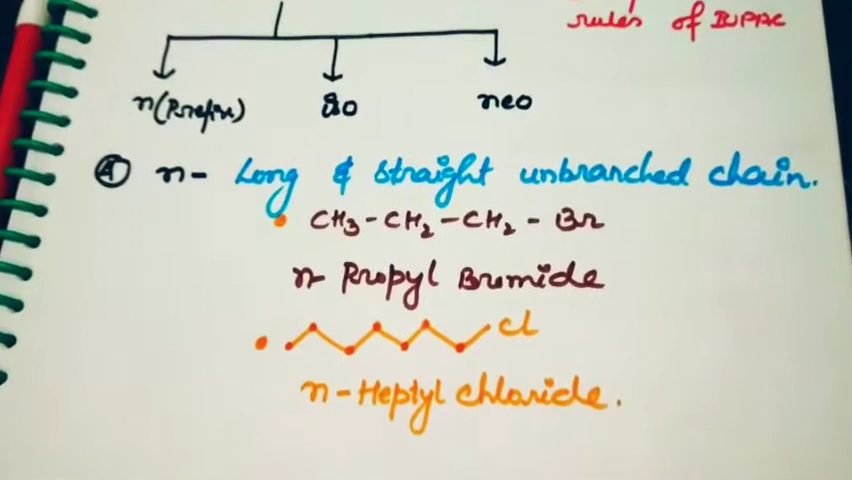 rules of IUPAC
n(Prefix) iso neo
(A) n- Long & straight unbranched chain.
• CH₃-CH₂-CH₂-Br
n- Propyl Bromide
• Cl
n-Heptyl chloride.